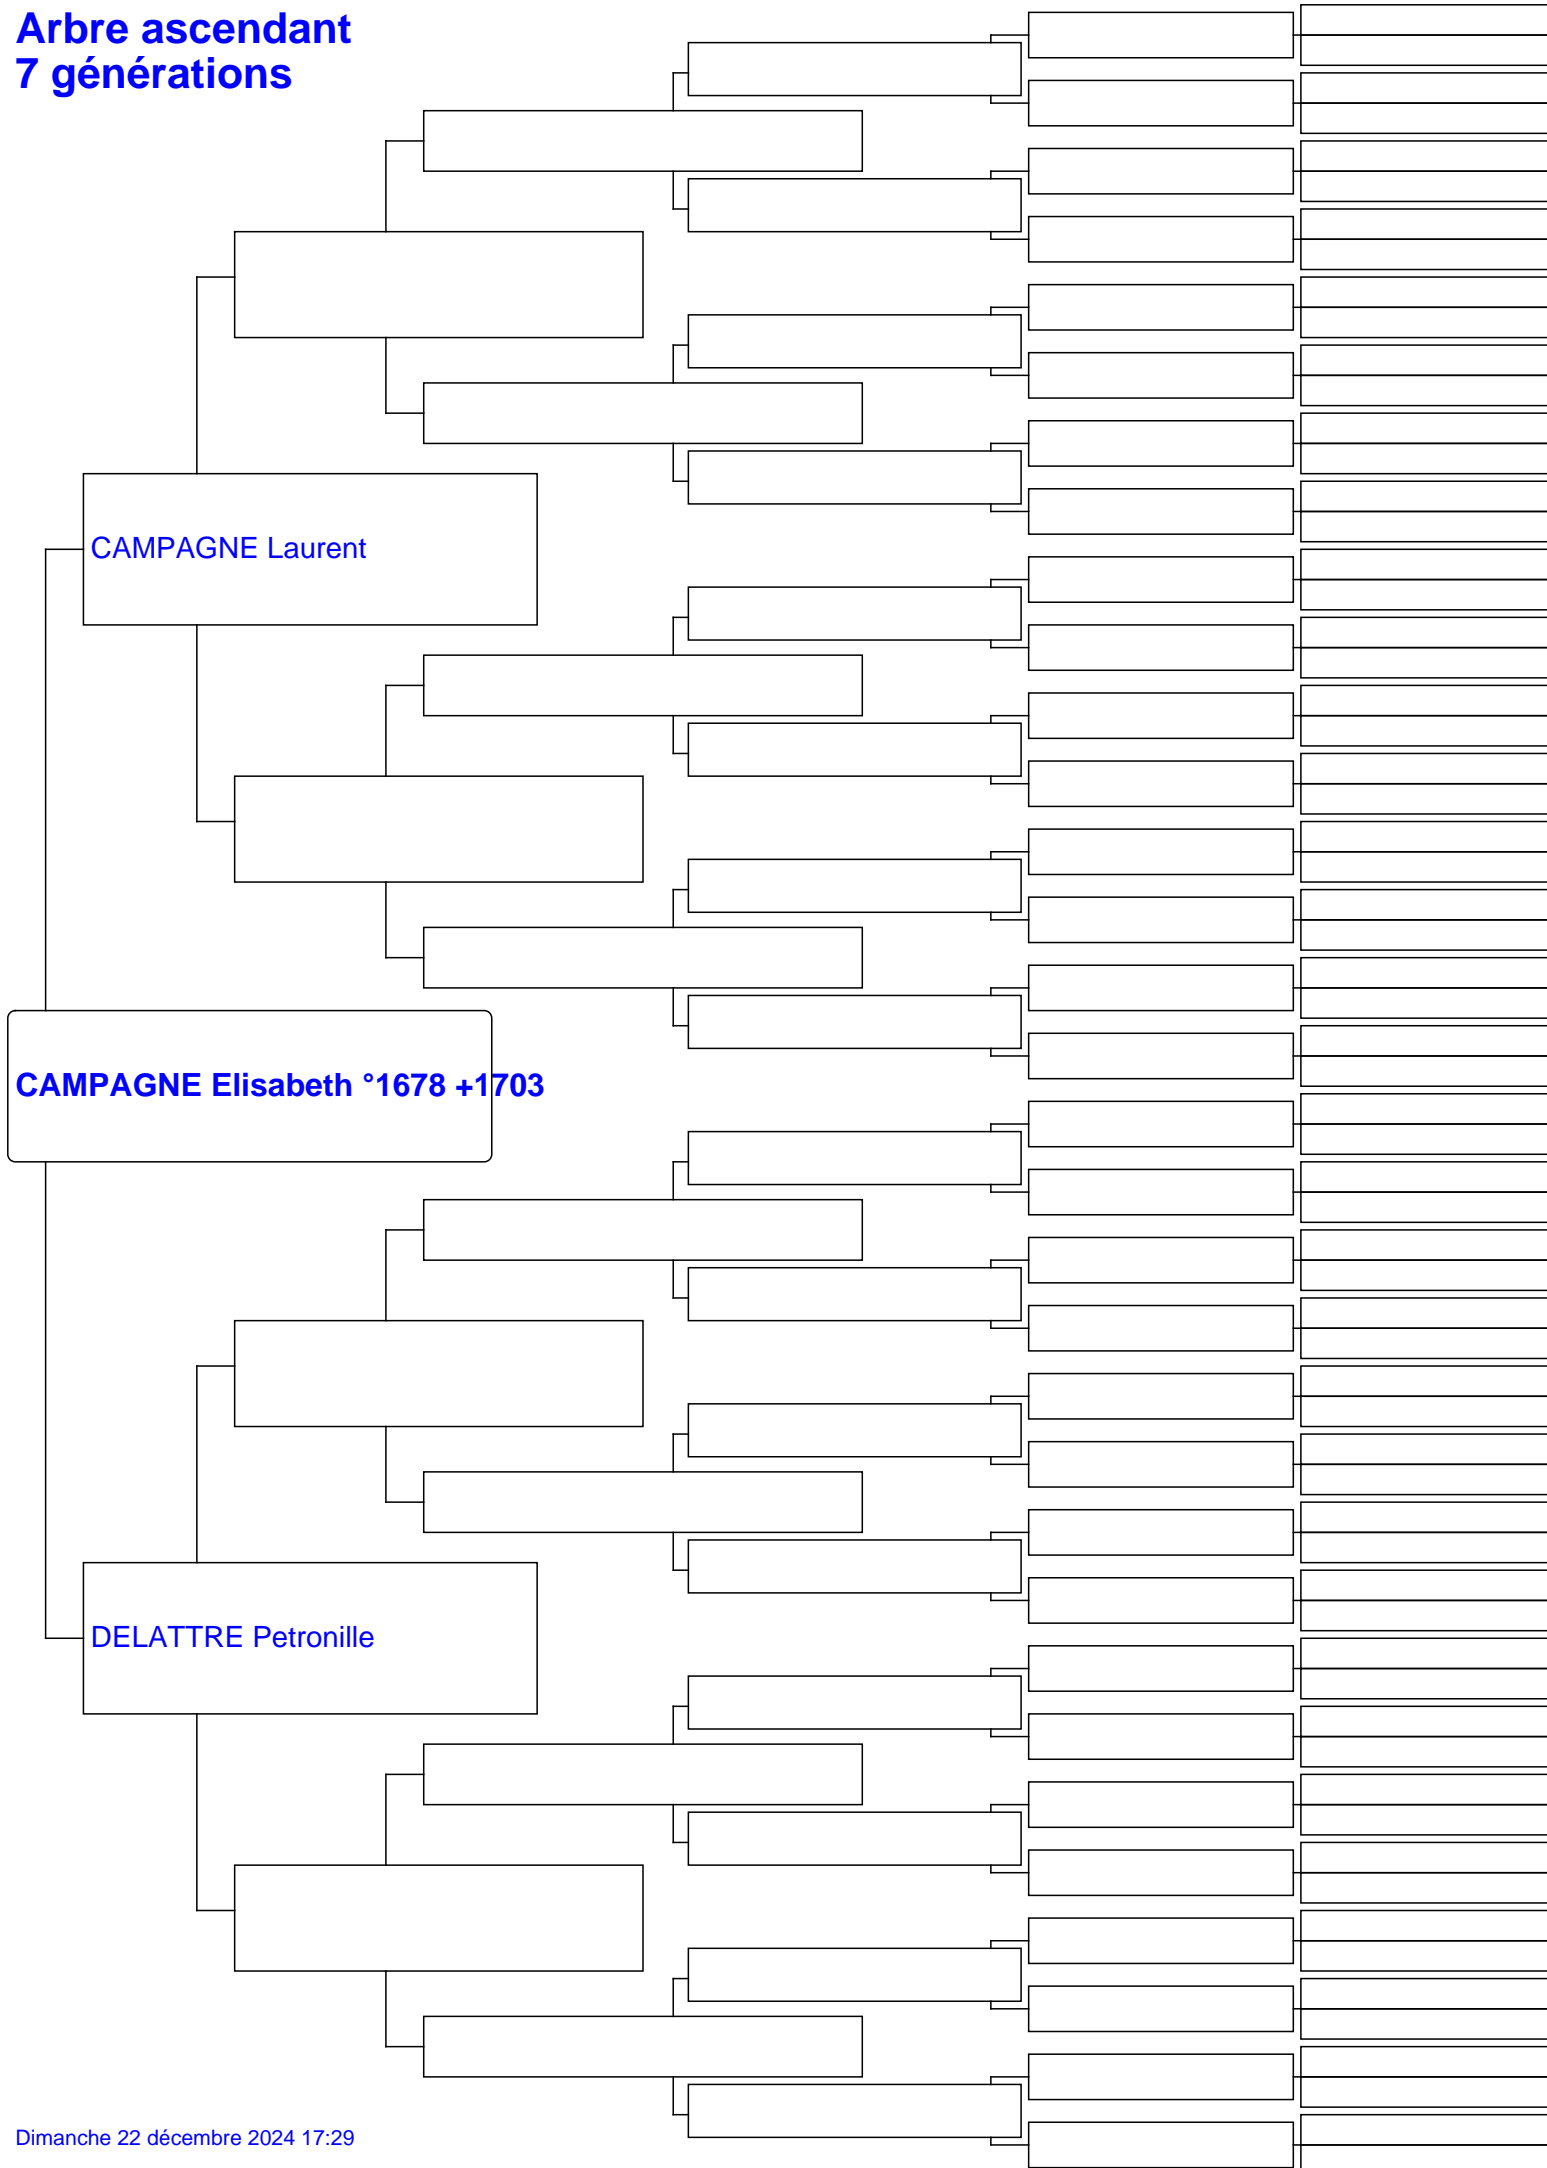 Arbre ascendant
7 générations
CAMPAGNE Laurent
CAMPAGNE Elisabeth °1678 +1703
DELATTRE Petronille
Dimanche 22 décembre 2024 17:29